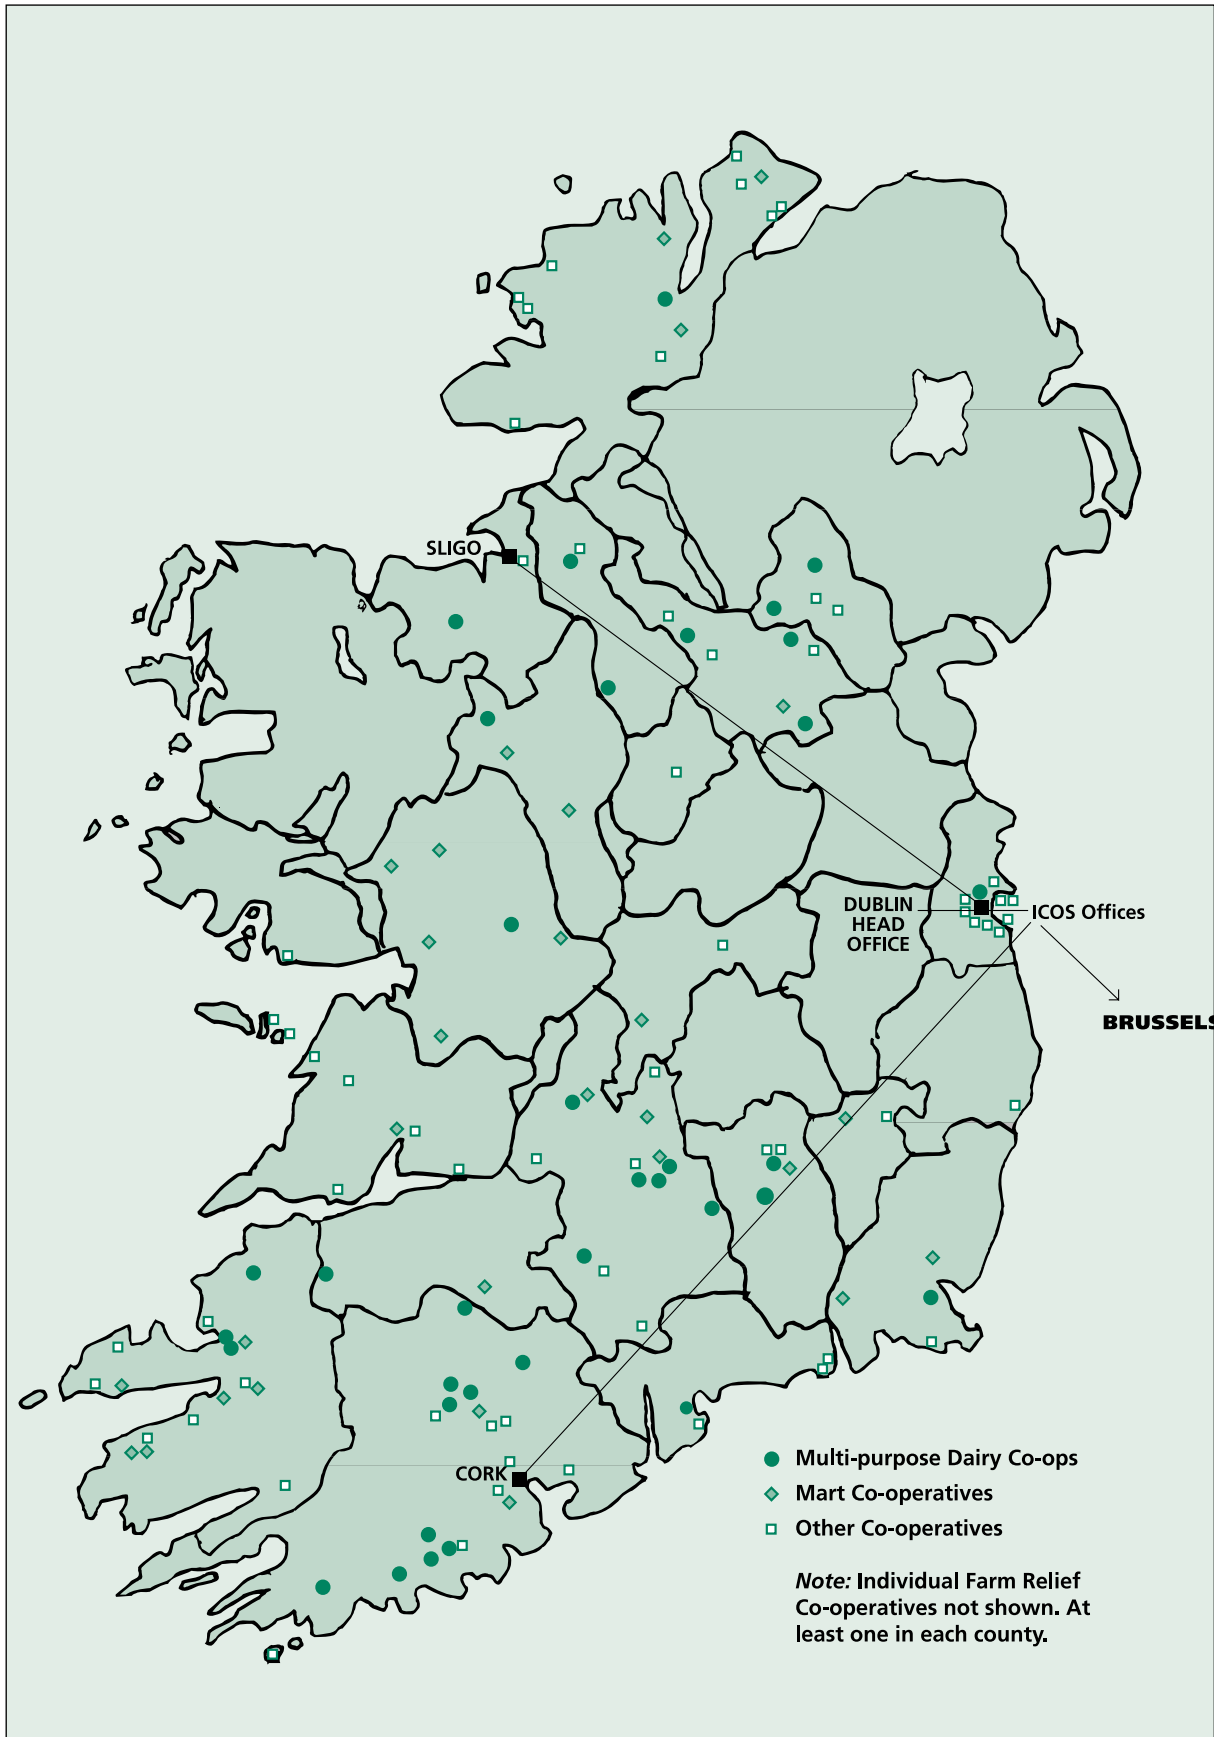 SLIGO
DUBLIN
HEAD
OFFICE
ICOS Offices
BRUSSELS
CORK
Multi-purpose Dairy Co-ops
Mart Co-operatives
Other Co-operatives
Note: Individual Farm Relief
Co-operatives not shown. At
least one in each county.